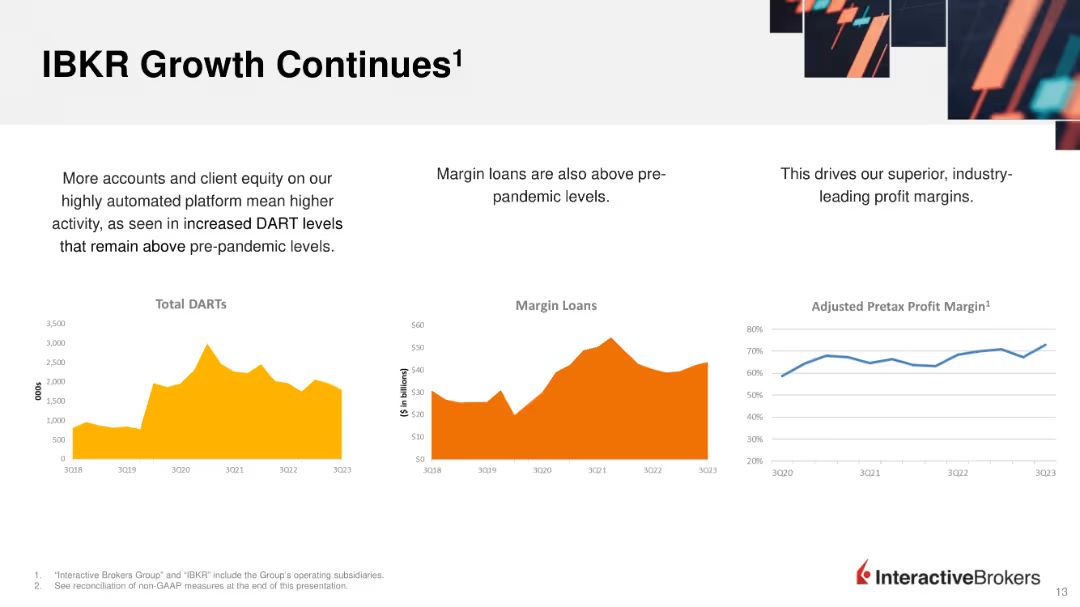 IBKR Growth Continues¹
More accounts and client equity on our
highly automated platform mean higher
activity, as seen in increased DART levels
that remain above pre-pandemic levels.
Margin loans are also above pre-
pandemic levels.
This drives our superior, industry-
leading profit margins.
Total DARTs
3,500
3,000
2,500
2,000
1,500
1,000
500
0
000s
3Q18
3Q19
3Q20
3Q21
3Q22
3Q23
Margin Loans
$60
$50
$40
$30
$20
$10
$0
($ in billions)
3Q18
3Q19
3Q20
3Q21
3Q22
3Q23
Adjusted Pretax Profit Margin¹
80%
70%
60%
50%
40%
30%
20%
3Q20
3Q21
3Q22
3Q23
1. "Interactive Brokers Group" and "IBKR" include the Group's operating subsidiaries.
2. See reconciliation of non-GAAP measures at the end of this presentation.
InteractiveBrokers
13